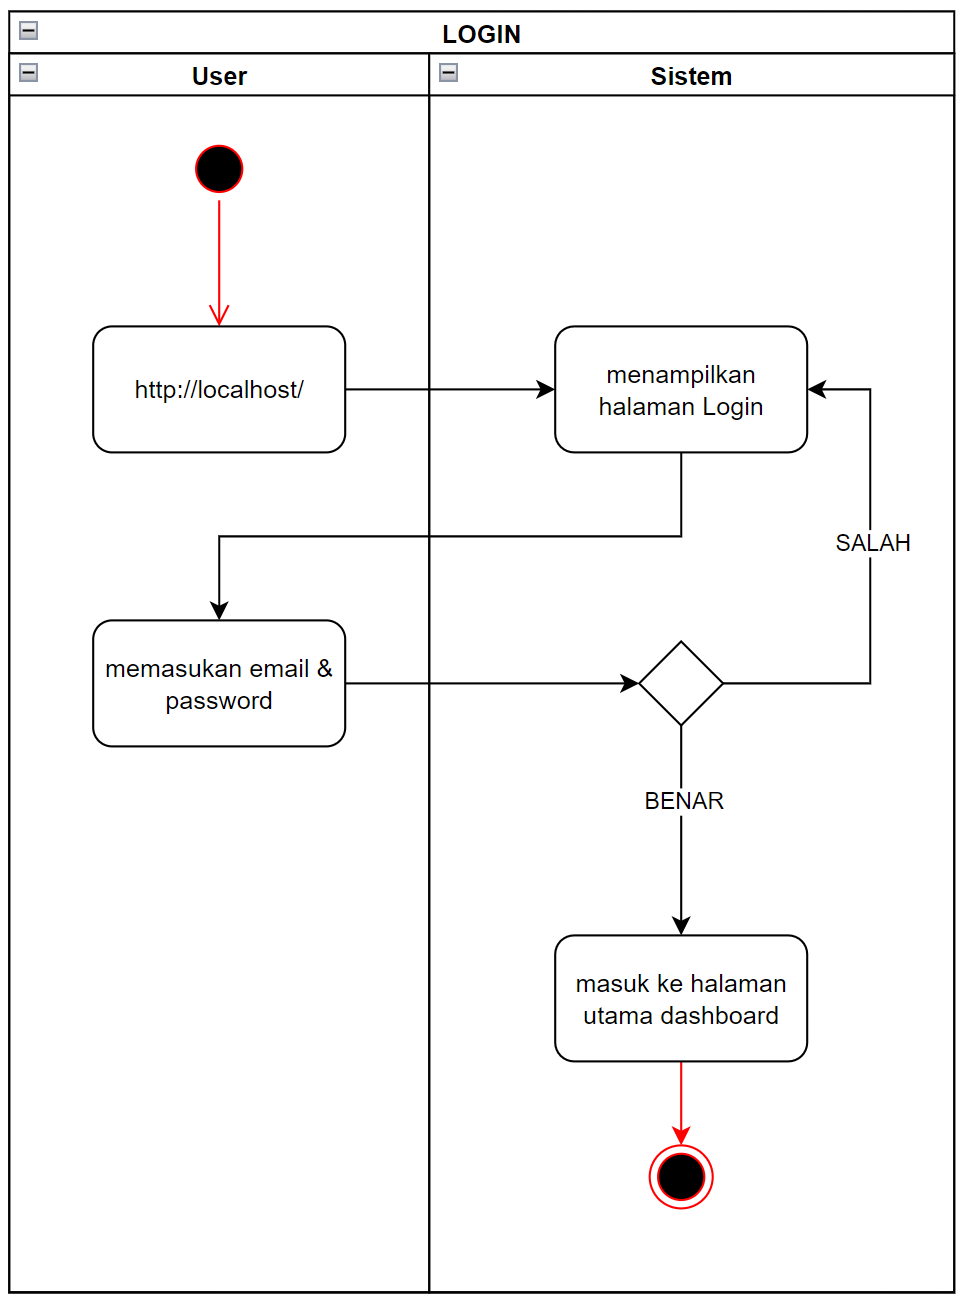 LOGIN
User
Sistem
http://localhost/
menampilkan
halaman Login
SALAH
memasukan email &
password
BENAR
masuk ke halaman
utama dashboard